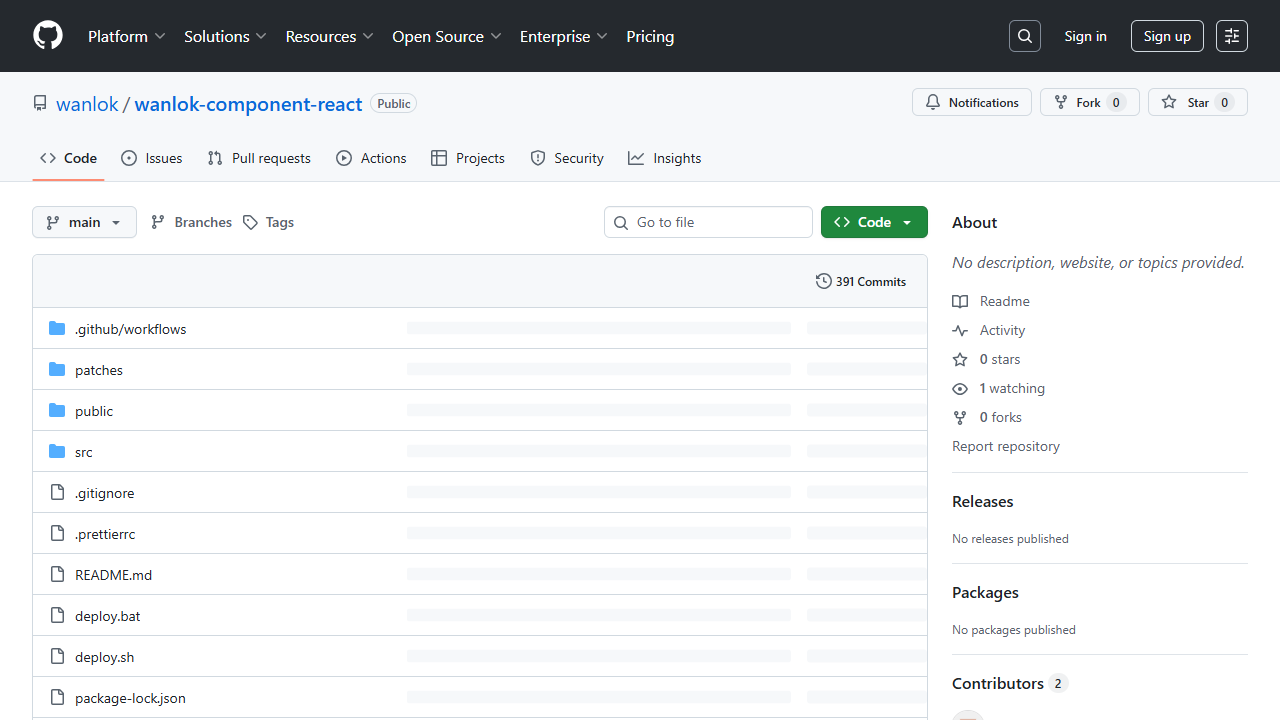 Platform Solutions Resources Open Source Enterprise Pricing Sign in Sign up
wanlok / wanlok-component-react Public Notifications Fork 0 Star 0
Code Issues Pull requests Actions Projects Security Insights
main Branches Tags Go to file Code
391 Commits
.github/workflows
patches
public
src
.gitignore
.prettierrc
README.md
deploy.bat
deploy.sh
package-lock.json
About
No description, website, or topics provided.
Readme
Activity
0 stars
1 watching
0 forks
Report repository
Releases
No releases published
Packages
No packages published
Contributors 2